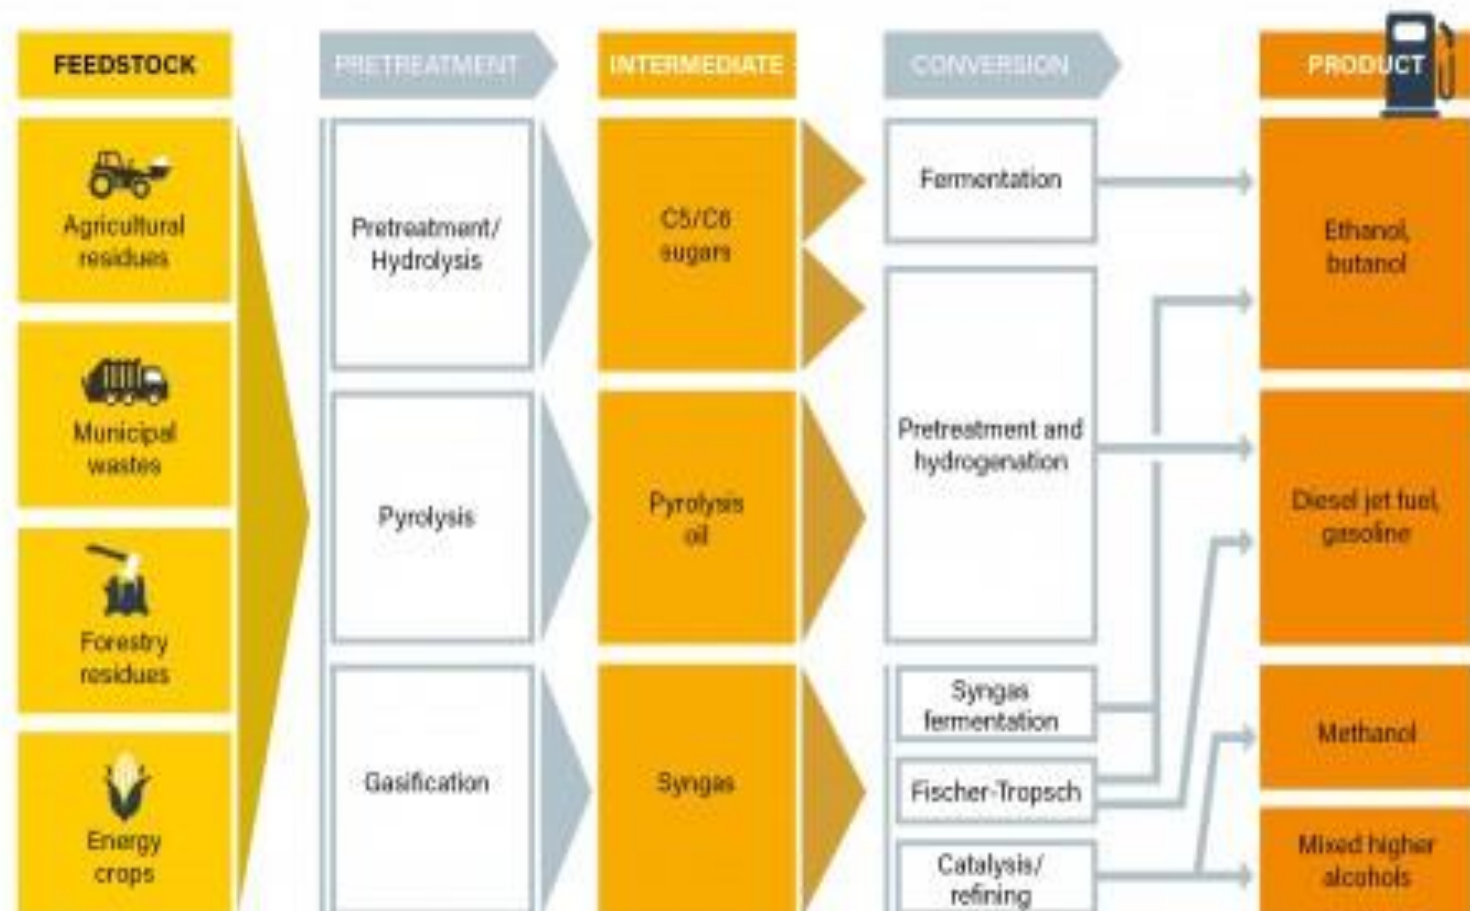 FEEDSTOCK
PRETREATMENT
INTERMEDIATE
CONVERSION
PRODUCT
Agricultural
residues
Municipal
wastes
Forestry
residues
Energy
crops
Pretreatment/
Hydrolysis
Pyrolysis
Gasification
C5/C6
sugars
Pyrolysis
oil
Syngas
Fermentation
Pretreatment and
hydrogenation
Syngas
fermentation
Fischer-Tropsch
Catalysis/
refining
Ethanol,
butanol
Diesel jet fuel,
gasoline
Methanol
Mixed higher
alcohols